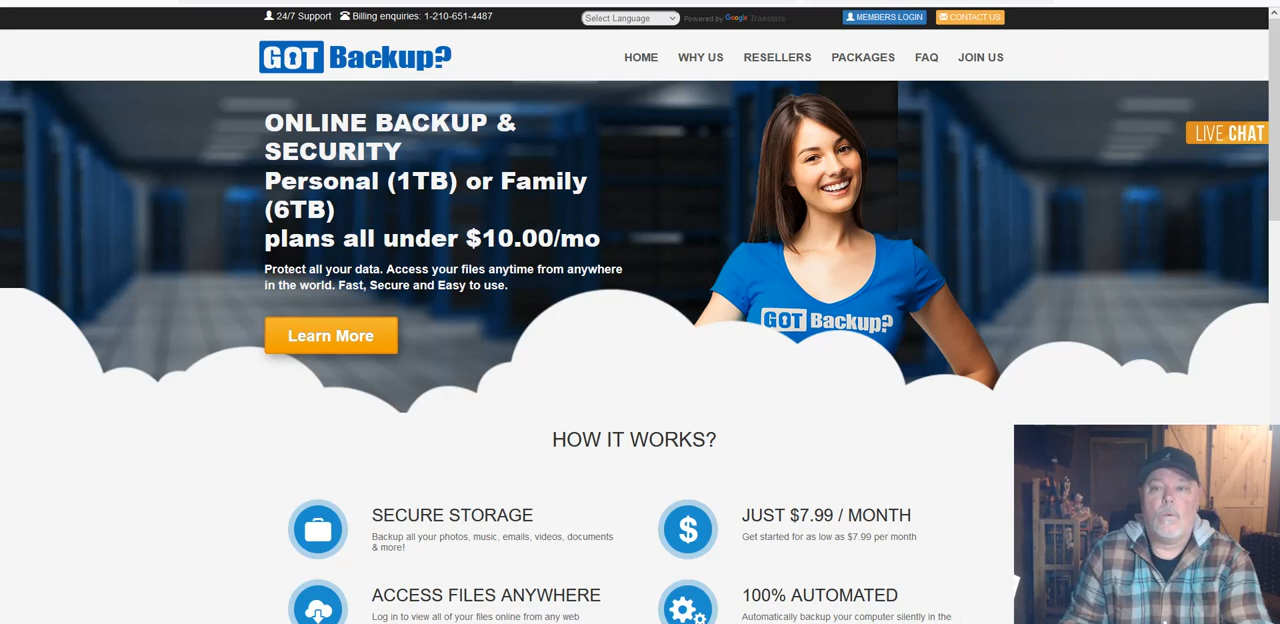 24/7 Support Billing enquiries: 1-210-651-4487
Select Language
Powered by Google Translate
MEMBERS LOGIN
CONTACT US
GOT Backup?
HOME WHY US RESELLERS PACKAGES FAQ JOIN US
ONLINE BACKUP &
SECURITY
Personal (1TB) or Family
(6TB)
plans all under $10.00/mo
Protect all your data. Access your files anytime from anywhere
in the world. Fast, Secure and Easy to use.
Learn More
GOT Backup?
LIVE CHAT
HOW IT WORKS?
SECURE STORAGE
Backup all your photos, music, emails, videos, documents
& more!
JUST $7.99 / MONTH
Get started for as low as $7.99 per month
ACCESS FILES ANYWHERE
Log in to view all of your files online from any web
100% AUTOMATED
Automatically backup your computer silently in the